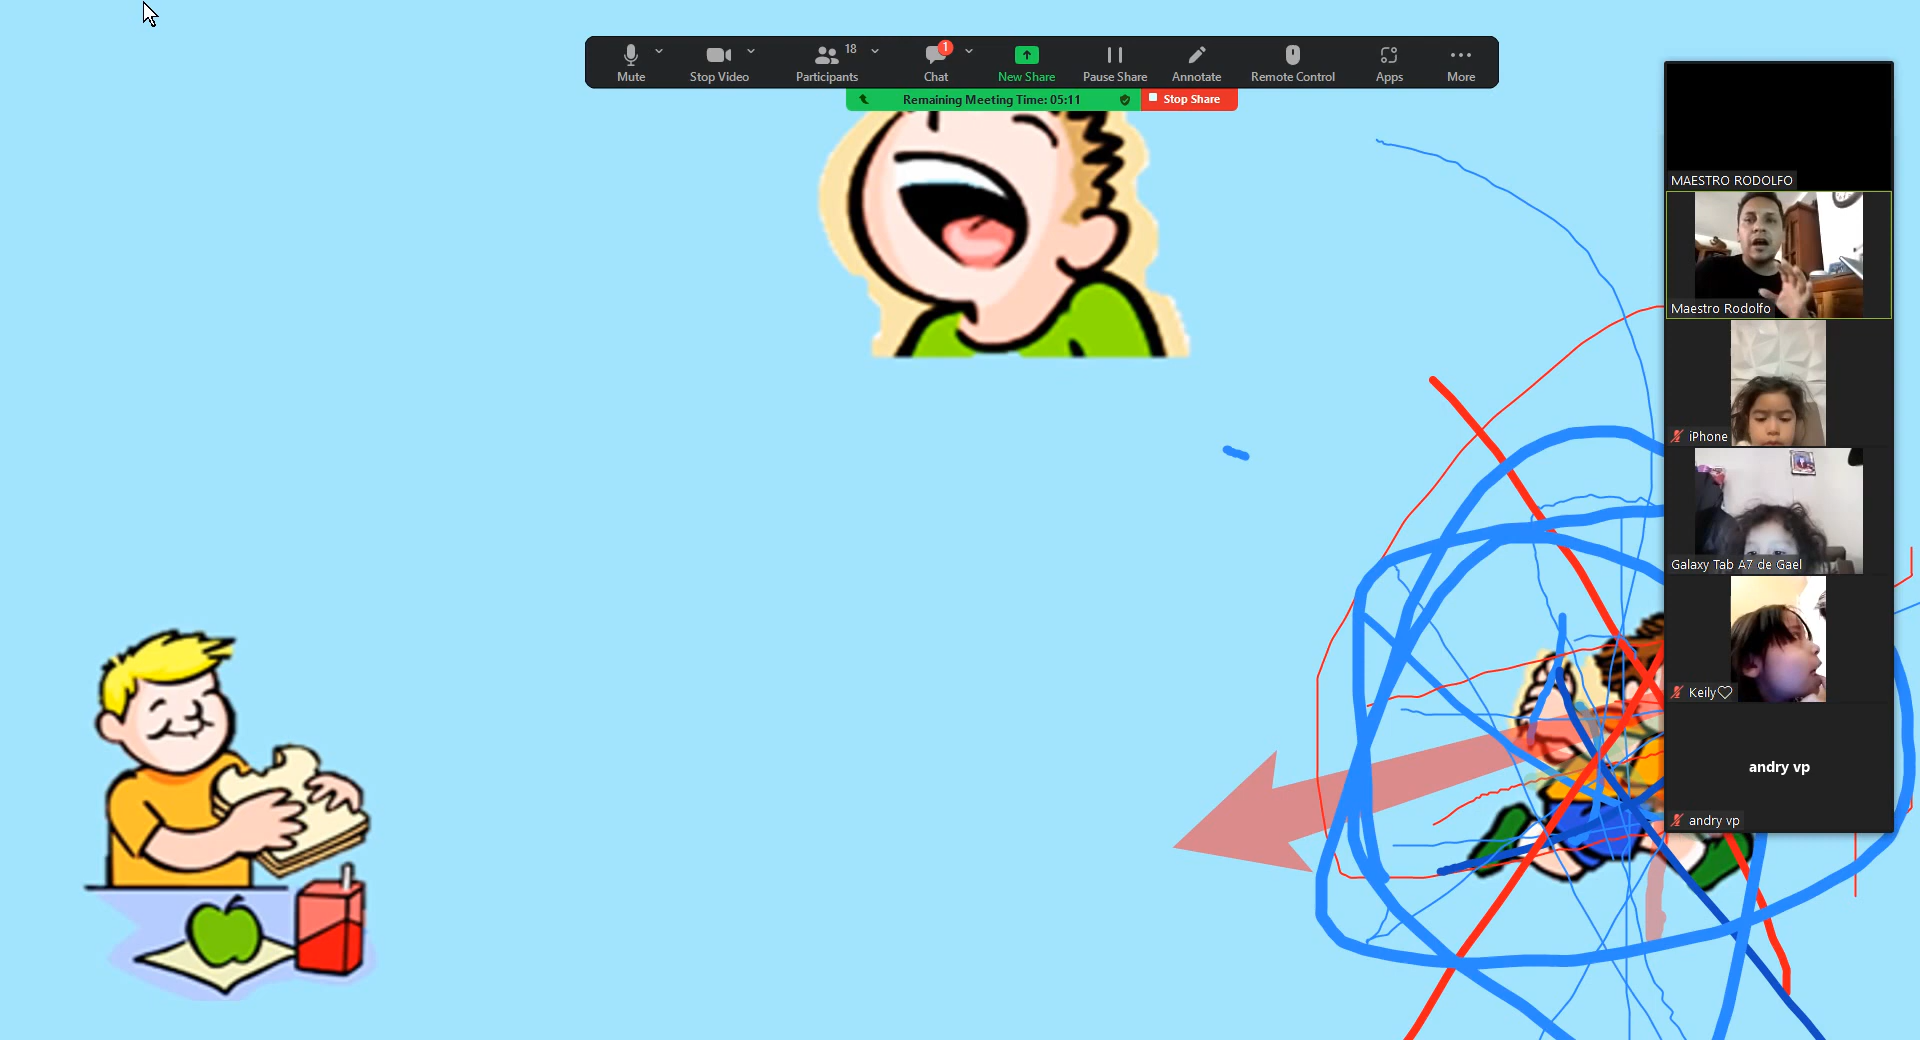 Mute
Stop Video
18
Participants
1
Chat
New Share
Pause Share
Annotate
Remote Control
Apps
More
Remaining Meeting Time: 05:11
Stop Share
MAESTRO RODOLFO
Maestro Rodolfo
iPhone
Galaxy Tab A7 de Gael
Keily♡
andry vp
andry vp